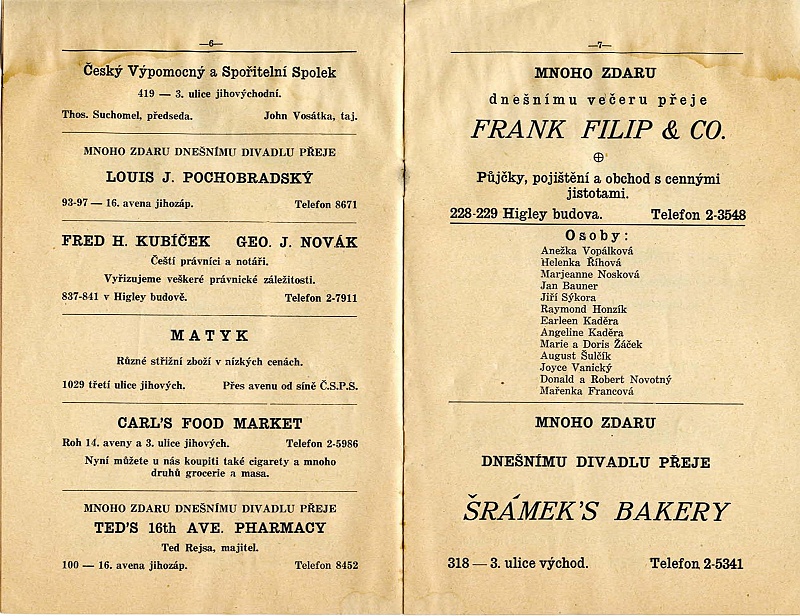 —6—
Český Výpomocný a Spořitelní Spolek
419 — 3. ulice jihovýchodní.
Thos. Suchomel, předseda. John Vosátka, taj.
MNOHO ZDARU DNEŠNÍMU DIVADLU PŘEJE
LOUIS J. POCHOBRADSKÝ
93-97 — 16. avena jihozáp. Telefon 8671
FRED H. KUBÍČEK GEO. J. NOVÁK
Čeští právníci a notáři.
Vyřizujeme veškeré právnické záležitosti.
837-841 v Higley budově. Telefon 2-7911
MATYK
Různé střižní zboží v nízkých cenách.
1029 třetí ulice jihových. Přes avenu od síně Č.S.P.S.
CARL'S FOOD MARKET
Roh 14. aveny a 3. ulice jihových. Telefon 2-5986
Nyní můžete u nás koupiti také cigarety a mnoho
druhů grocerie a masa.
MNOHO ZDARU DNEŠNÍMU DIVADLU PŘEJE
TED'S 16th AVE. PHARMACY
Ted Rejsa, majitel.
100 — 16. avena jihozáp. Telefon 8452
—7—
MNOHO ZDARU
dnešnímu večeru přeje
FRANK FILIP & CO.
⊕
Půjčky, pojištění a obchod s cennými
jistotami.
228-229 Higley budova. Telefon 2-3548
Osoby:
Anežka Vopálková
Helenka Říhová
Marjeanne Nosková
Jan Bauner
Jiří Sýkora
Raymond Honzík
Earleen Kaděra
Angeline Kaděra
Marie a Doris Žáček
August Šulčík
Joyce Vanický
Donald a Robert Novotný
Mařenka Francová
MNOHO ZDARU
DNEŠNÍMU DIVADLU PŘEJE
ŠRÁMEK'S BAKERY
318 — 3. ulice východ. Telefon 2-5341